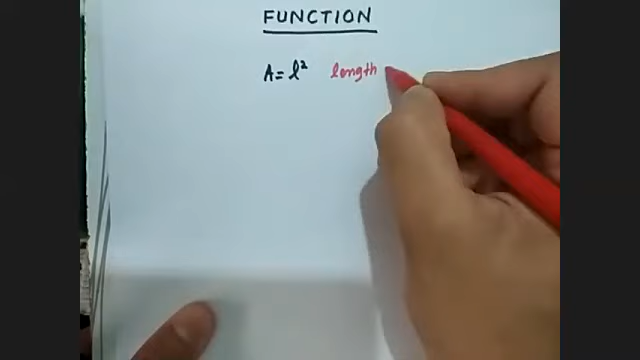 FUNCTION
A = l² length